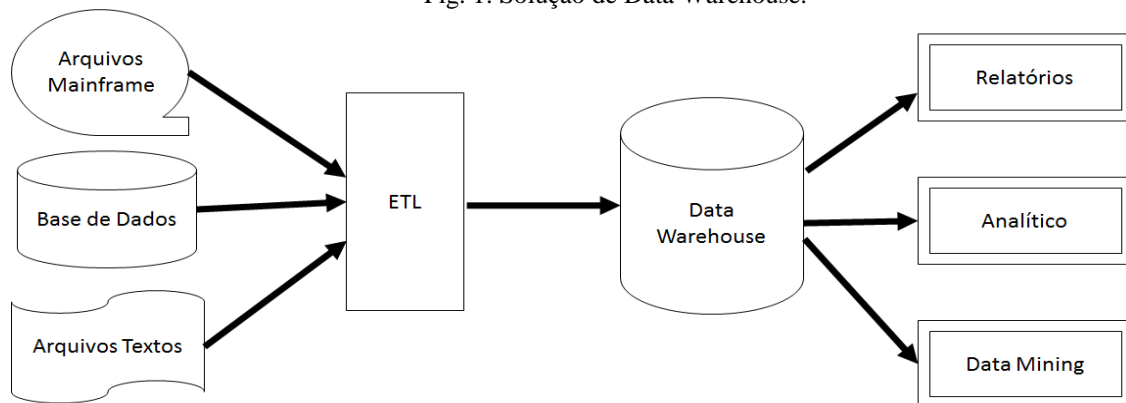 Fig. 1. Solução de Data Warehouse.
Arquivos
Mainframe
Base de Dados
Arquivos Textos
ETL
Data
Warehouse
Relatórios
Analítico
Data Mining